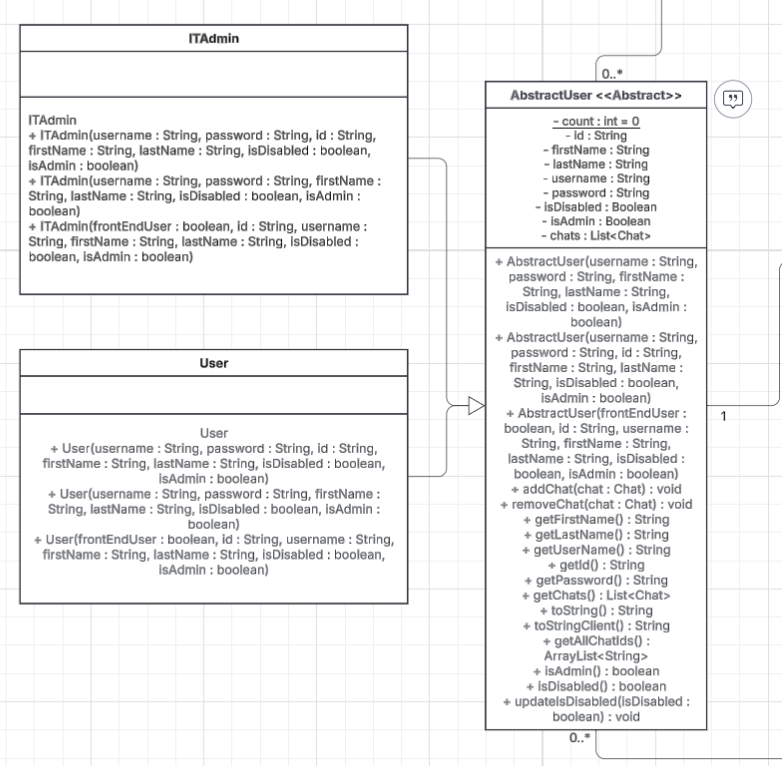 ITAdmin
ITAdmin
+ ITAdmin(username : String, password : String, id : String,
firstName : String, lastName : String, isDisabled : boolean,
isAdmin : boolean)
+ ITAdmin(username : String, password : String, firstName :
String, lastName : String, isDisabled : boolean, isAdmin :
boolean)
+ ITAdmin(frontEndUser : boolean, id : String, username :
String, firstName : String, lastName : String, isDisabled :
boolean, isAdmin : boolean)
User
User
+ User(username : String, password : String, id : String,
firstName : String, lastName : String, isDisabled : boolean,
isAdmin : boolean)
+ User(username : String, password : String, firstName :
String, lastName : String, isDisabled : boolean, isAdmin :
boolean)
+ User(frontEndUser : boolean, id : String, username : String,
firstName : String, lastName : String, isDisabled : boolean,
isAdmin : boolean)
0..*
AbstractUser <<Abstract>>
- count : int = 0
- id : String
- firstName : String
- lastName : String
- username : String
- password : String
- isDisabled : Boolean
- isAdmin : Boolean
- chats : List<Chat>
+ AbstractUser(username : String,
password : String, firstName :
String, lastName : String,
isDisabled : boolean, isAdmin :
boolean)
+ AbstractUser(username : String,
password : String, id : String,
firstName : String, lastName :
String, isDisabled : boolean,
isAdmin : boolean)
+ AbstractUser(frontEndUser :
boolean, id : String, username :
String, firstName : String,
lastName : String, isDisabled :
boolean, isAdmin : boolean)
+ addChat(chat : Chat) : void
+ removeChat(chat : Chat) : void
+ getFirstName() : String
+ getLastName() : String
+ getUserName() : String
+ getId() : String
+ getPassword() : String
+ getChats() : List<Chat>
+ toString() : String
+ toStringClient() : String
+ getAllChatIds() :
ArrayList<String>
+ isAdmin() : boolean
+ isDisabled() : boolean
+ updateIsDisabled(isDisabled :
boolean) : void
1
0..*